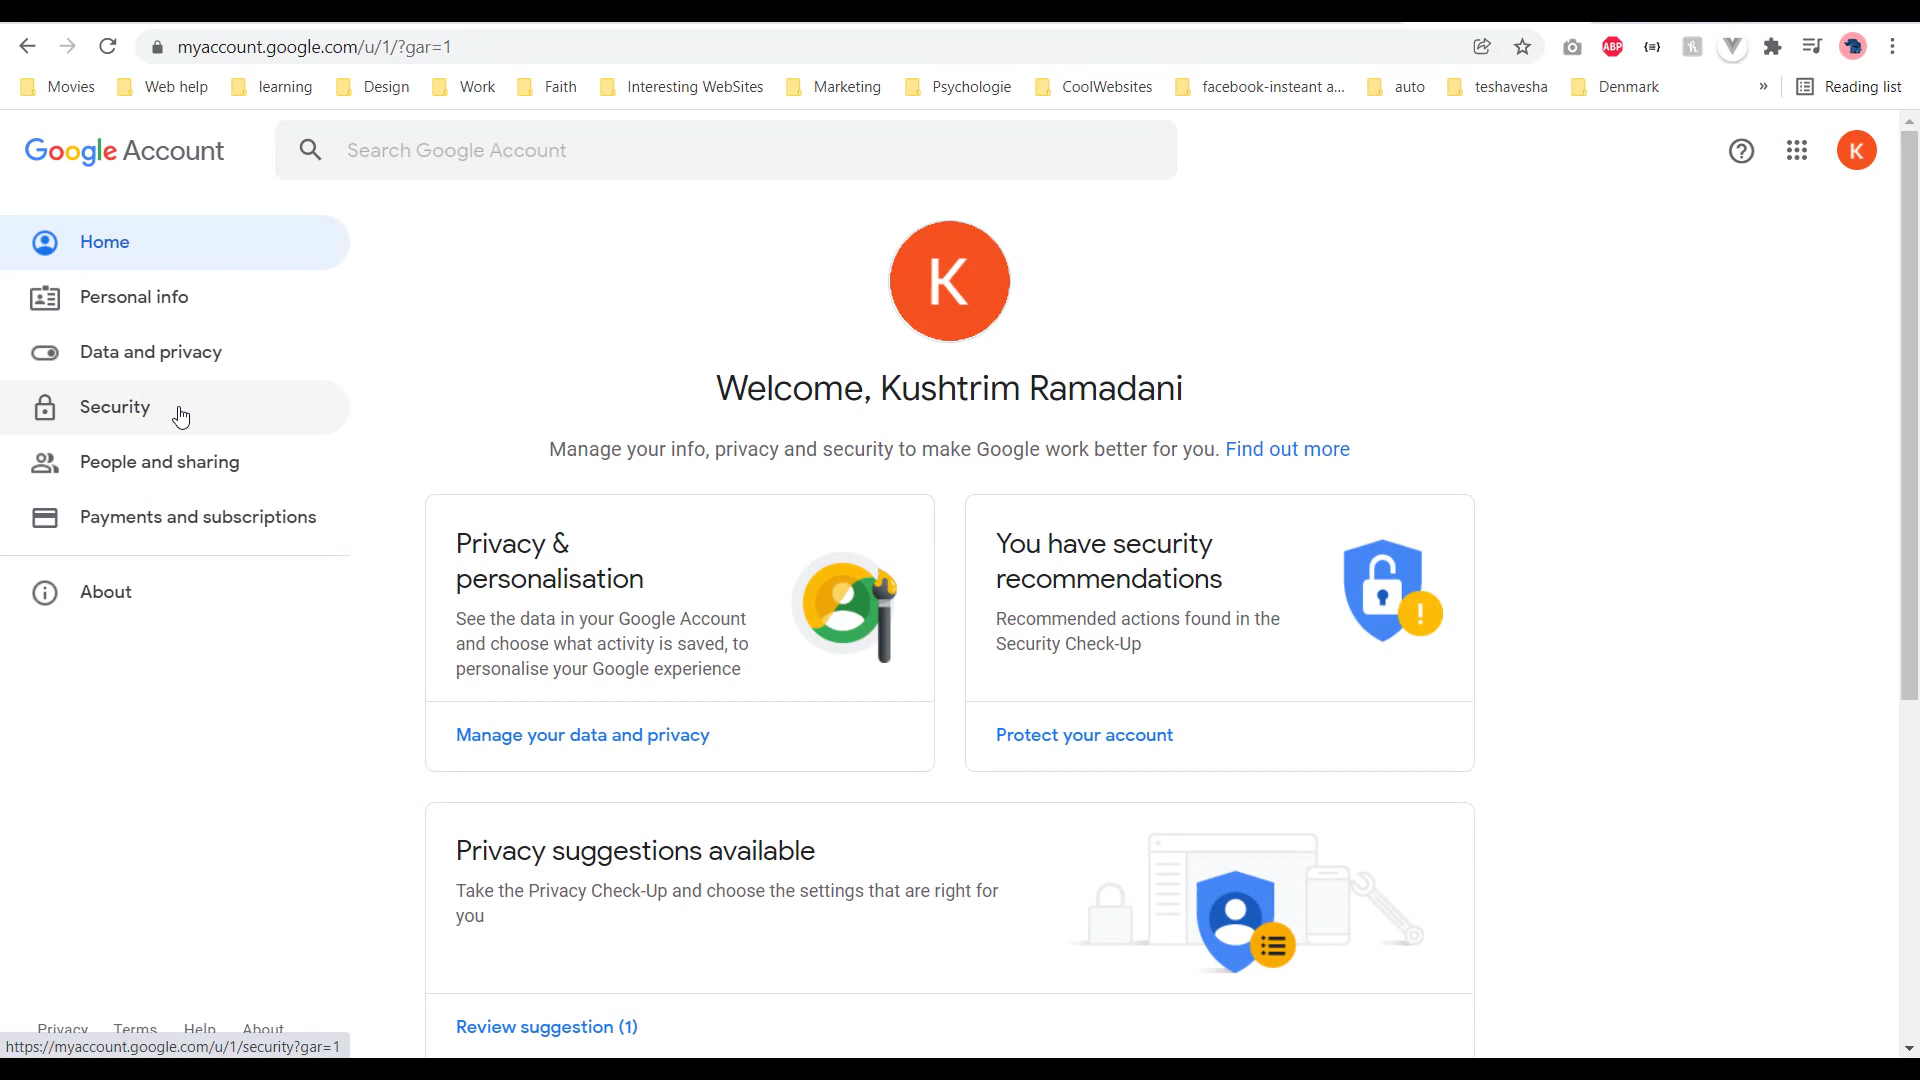 myaccount.google.com/u/1/?gar=1
ABP
Movies Web help learning Design Work Faith Interesting WebSites Marketing Psychologie CoolWebsites facebook-insteant a... auto teshavesha Denmark » Reading list
Google Account
Search Google Account
K
Home
Personal info
Data and privacy
Security
People and sharing
Payments and subscriptions
About
K
Welcome, Kushtrim Ramadani
Manage your info, privacy and security to make Google work better for you. Find out more
Privacy &
personalisation
See the data in your Google Account
and choose what activity is saved, to
personalise your Google experience
Manage your data and privacy
You have security
recommendations
Recommended actions found in the
Security Check-Up
Protect your account
Privacy suggestions available
Take the Privacy Check-Up and choose the settings that are right for
you
Review suggestion (1)
Privacy Terms Help About
https://myaccount.google.com/u/1/security?gar=1